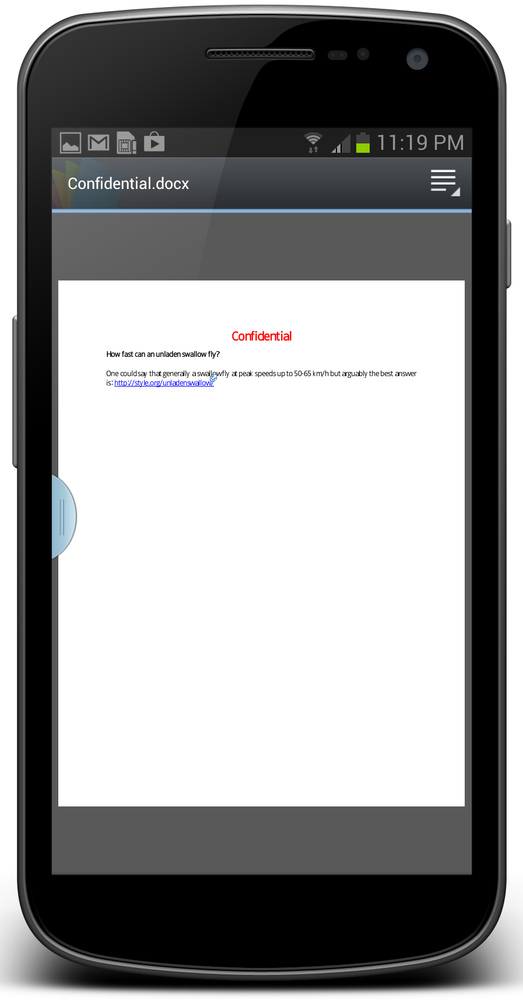 11:19 PM
Confidential.docx
Confidential
How fast can an unladen swallow fly?
One could say that generally a swallow fly at peak speeds up to 50-65 km/h but arguably the best answer
is: http://style.org/unladenswallow/